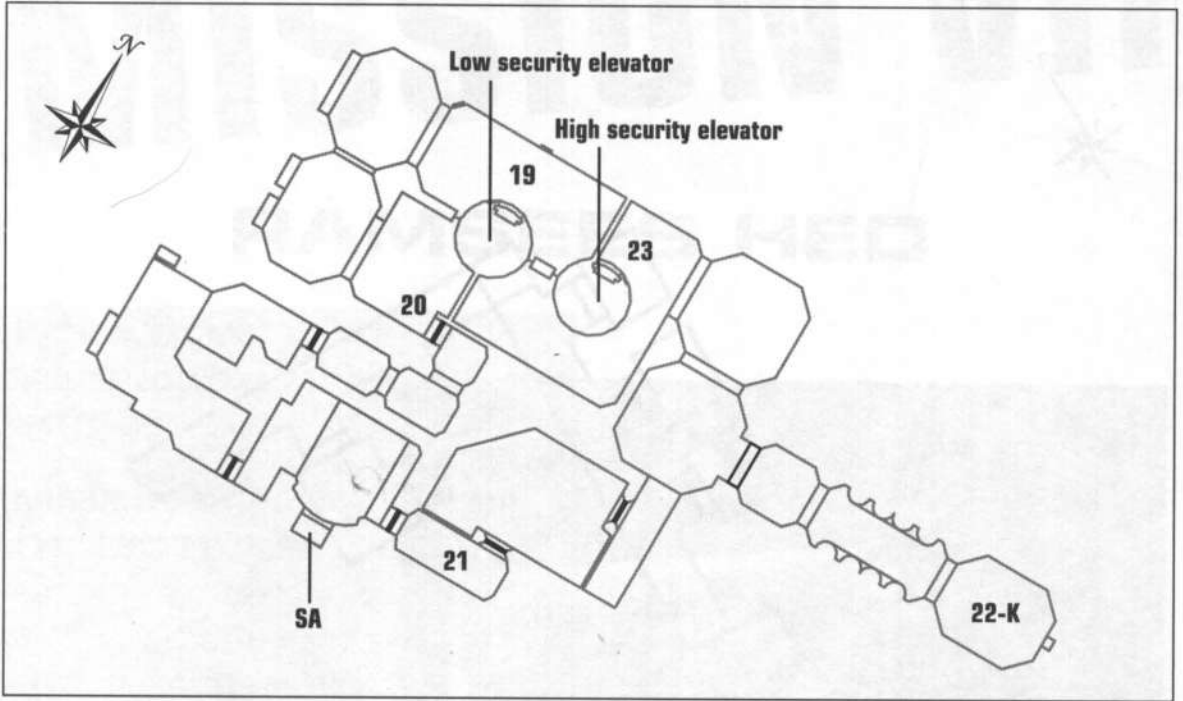 N
Low security elevator
High security elevator
19
23
20
21
22-K
SA